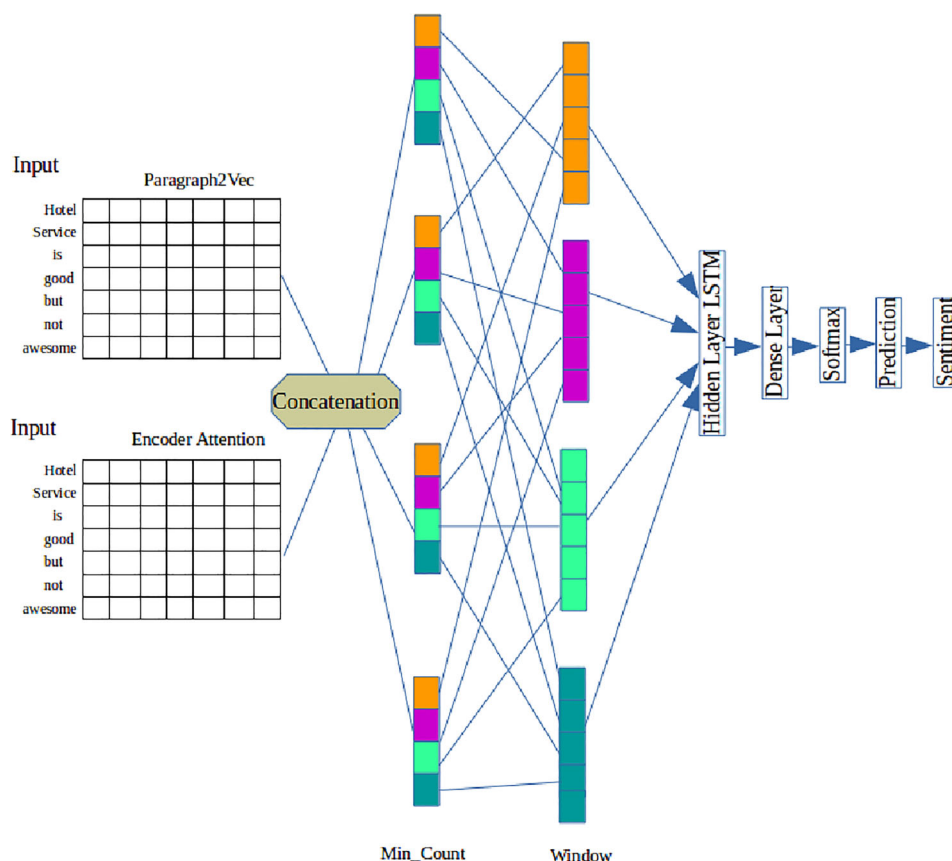 Input
Paragraph2Vec
Hotel
Service
is
good
but
not
awesome
Input
Encoder Attention
Hotel
Service
is
good
but
not
awesome
Concatenation
Hidden Layer LSTM
Dense Layer
Softmax
Prediction
Sentiment
Min_Count
Window